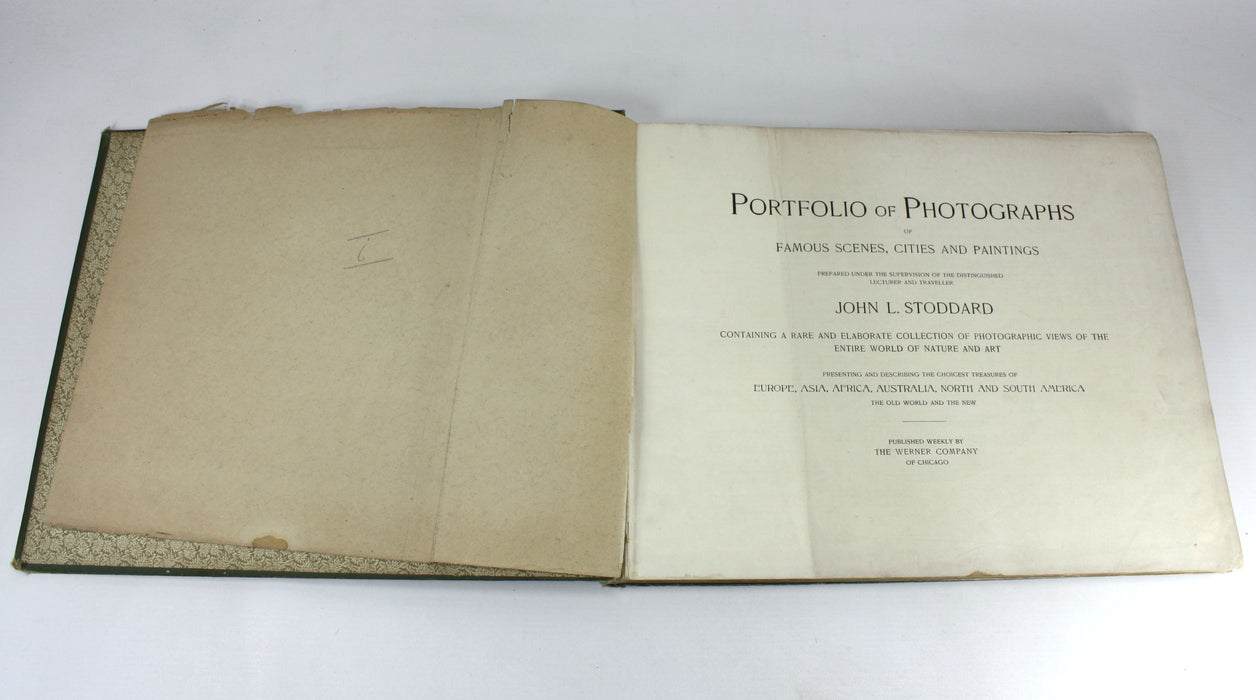 PORTFOLIO OF PHOTOGRAPHS
OF
FAMOUS SCENES, CITIES AND PAINTINGS
PREPARED UNDER THE SUPERVISION OF THE DISTINGUISHED
LECTURER AND TRAVELLER
JOHN L. STODDARD
CONTAINING A RARE AND ELABORATE COLLECTION OF PHOTOGRAPHIC VIEWS OF THE
ENTIRE WORLD OF NATURE AND ART
PRESENTING AND DESCRIBING THE CHOICEST TREASURES OF
EUROPE, ASIA, AFRICA, AUSTRALIA, NORTH AND SOUTH AMERICA
THE OLD WORLD AND THE NEW
PUBLISHED WEEKLY BY
THE WERNER COMPANY
OF CHICAGO